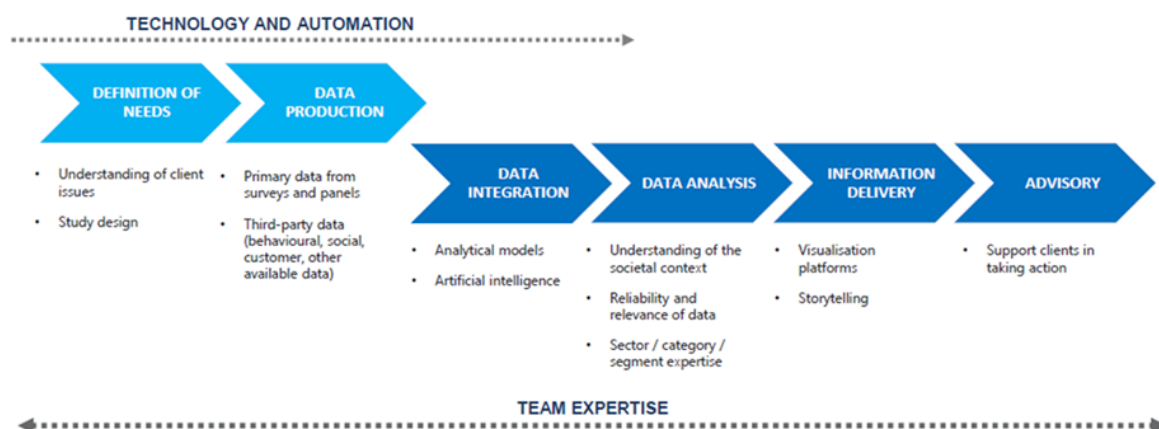 TECHNOLOGY AND AUTOMATION
DEFINITION OF
NEEDS
DATA
PRODUCTION
• Understanding of client
issues
• Study design
• Primary data from
surveys and panels
• Third-party data
(behavioural, social,
customer, other
available data)
DATA
INTEGRATION
DATA ANALYSIS
INFORMATION
DELIVERY
ADVISORY
• Analytical models
• Artificial intelligence
• Understanding of the
societal context
• Reliability and
relevance of data
• Sector / category /
segment expertise
• Visualisation
platforms
• Storytelling
• Support clients in
taking action
TEAM EXPERTISE